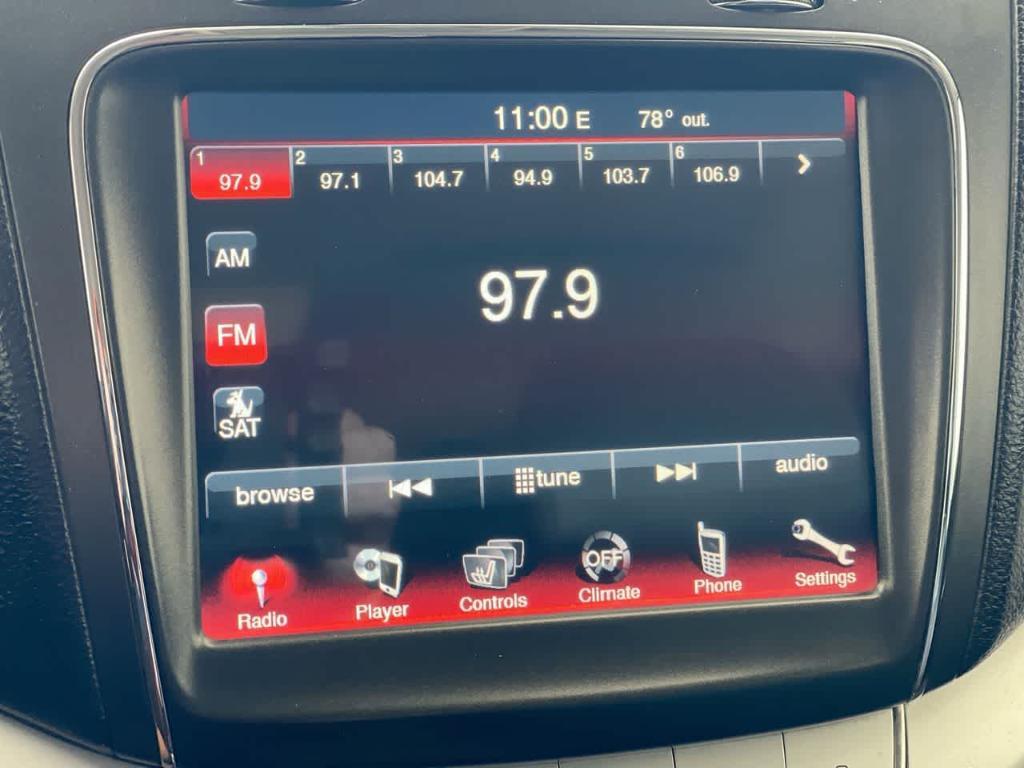 11:00 E 78° out.
1 2 3 4 5 6
97.9 97.1 104.7 94.9 103.7 106.9
AM
97.9
FM
SAT
browse tune audio
OFF
Radio Player Controls Climate Phone Settings